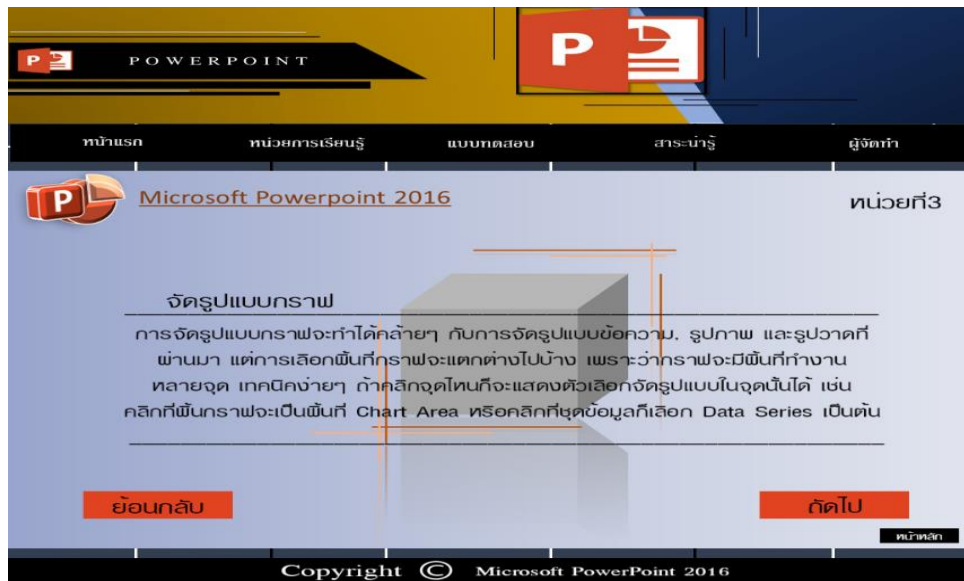 P
POWERPOINT
P
หน้าแรก
หน่วยการเรียนรู้
แบบทดสอบ
สาระน่ารู้
ผู้จัดทำ
P
Microsoft Powerpoint 2016
หน่วยที่3
จัดรูปแบบกราฟ
การจัดรูปแบบกราฟจะทำได้คล้ายๆ กับการจัดรูปแบบข้อความ, รูปภาพ และรูปวาดที่
ผ่านมา แต่การเลือกพื้นที่กราฟจะแตกต่างไปบ้าง เพราะว่ากราฟจะมีพื้นที่ทำงาน
หลายจุด เทคนิคง่ายๆ ถ้าคลิกจุดไหนก็จะแสดงตัวเลือกจัดรูปแบบในจุดนั้นได้ เช่น
คลิกที่พื้นกราฟจะเป็นพื้นที่ Chart Area หรือคลิกที่ชุดข้อมูลก็เลือก Data Series เป็นต้น
ย้อนกลับ
ถัดไป
หน้าหลัก
Copyright © Microsoft PowerPoint 2016